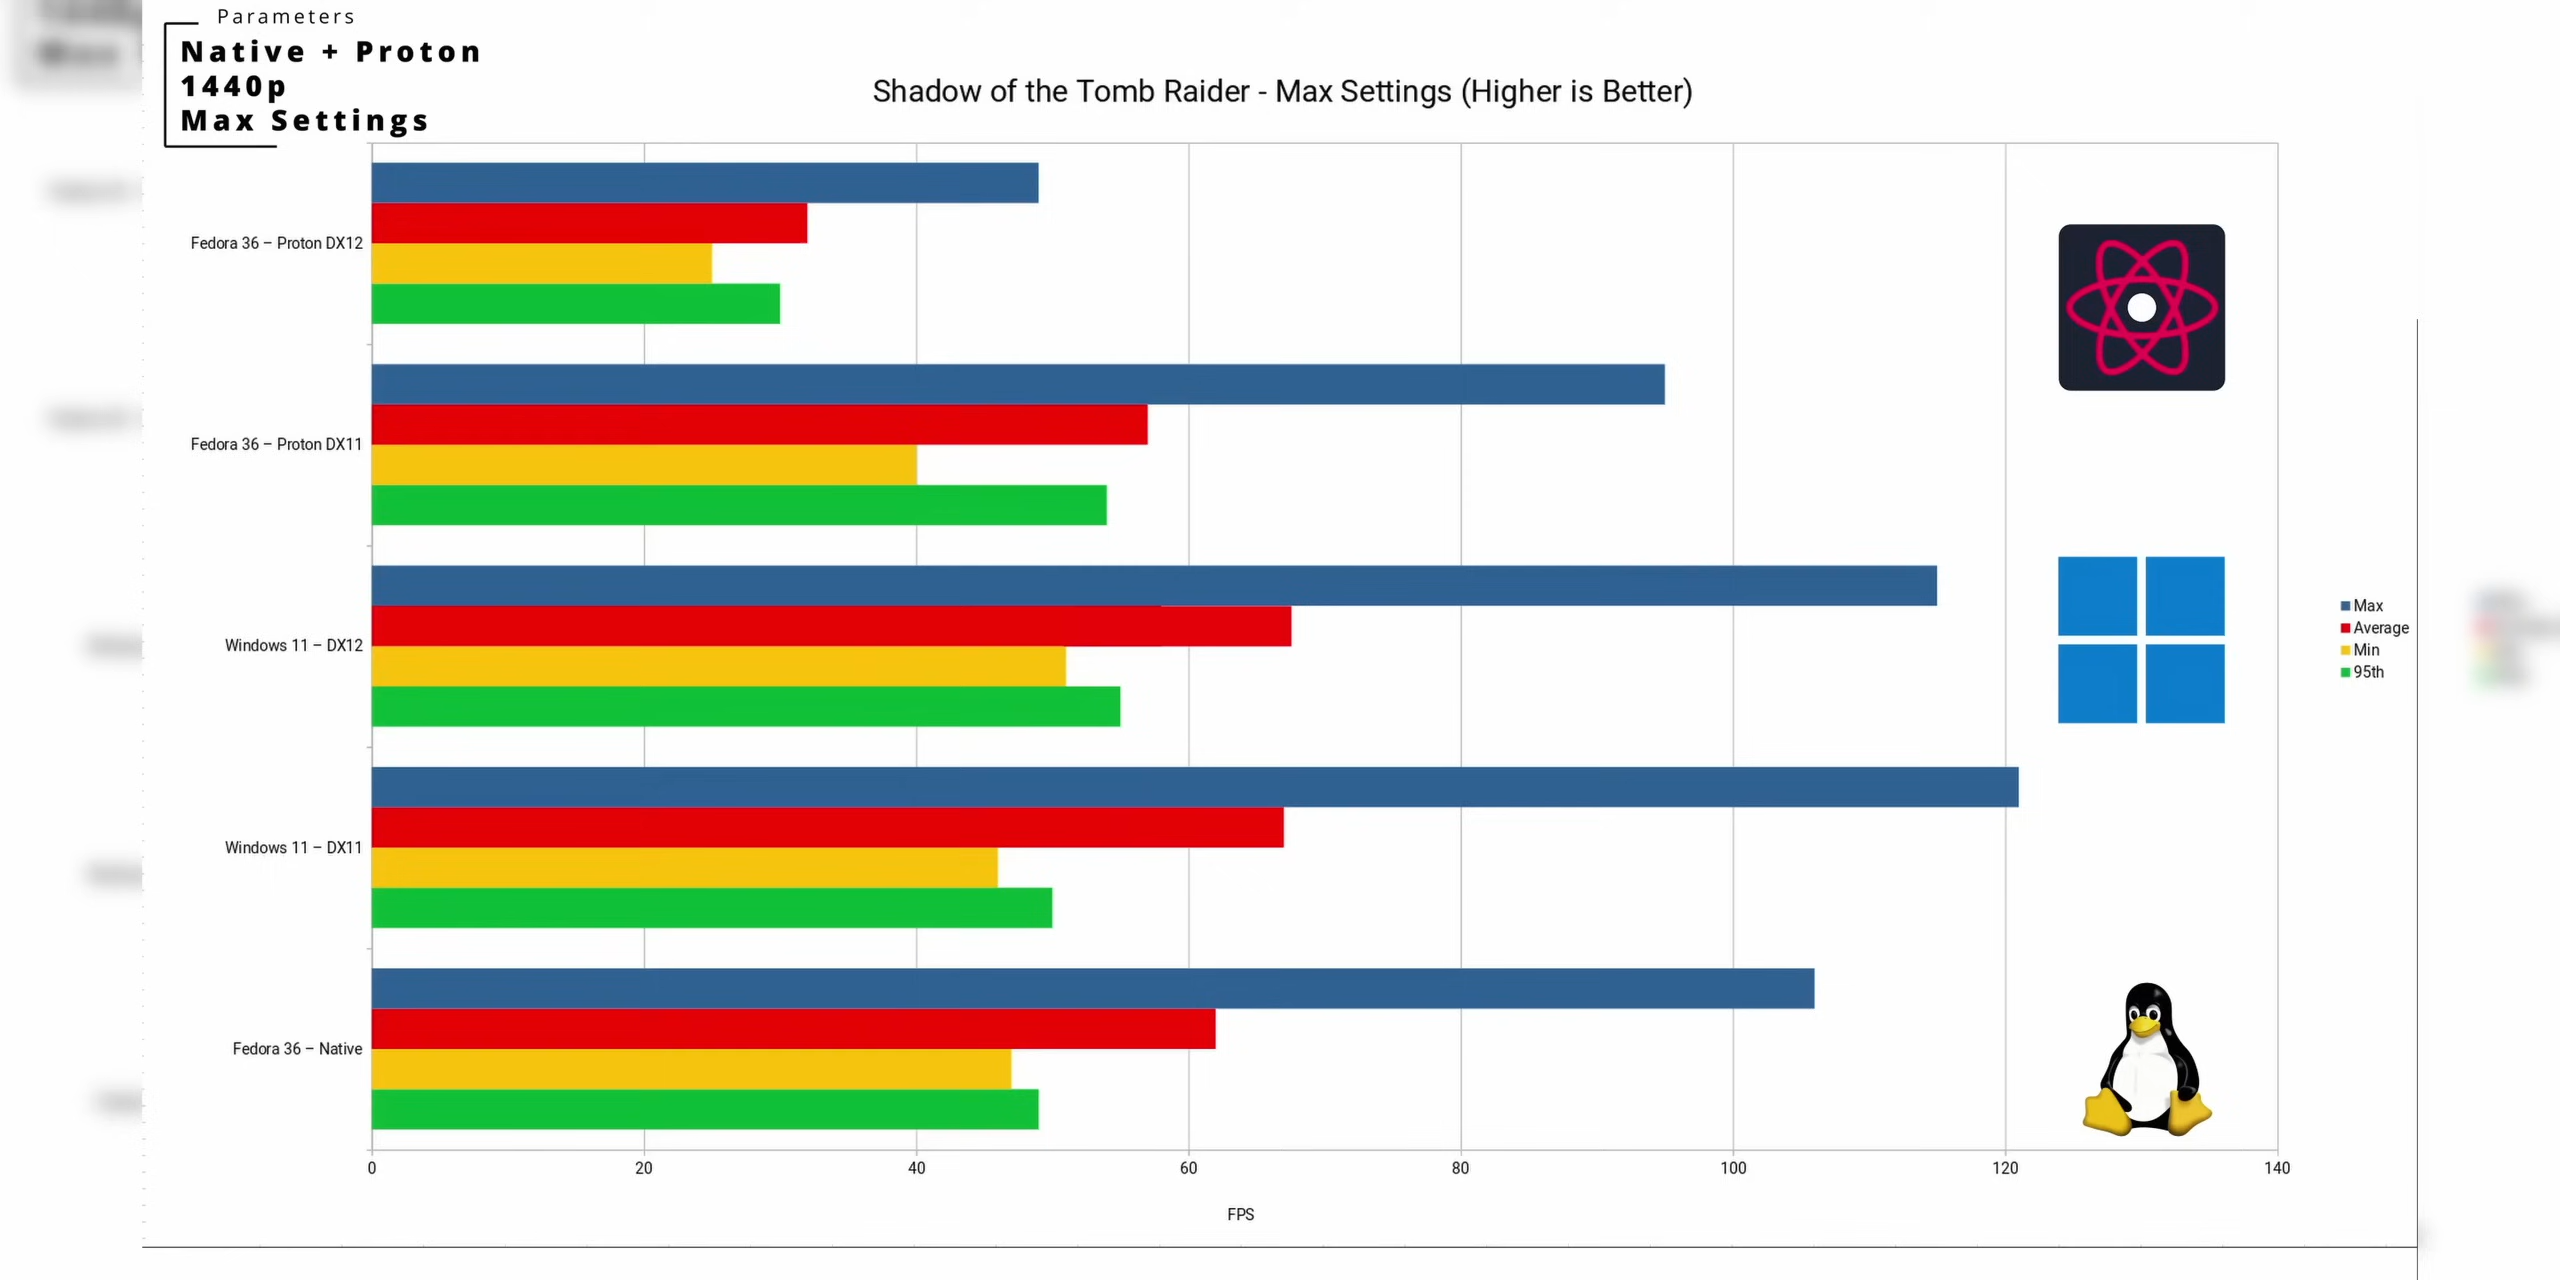 Parameters
Native + Proton
1440p
Max Settings
Shadow of the Tomb Raider - Max Settings (Higher is Better)
Fedora 36 – Proton DX12
Fedora 36 – Proton DX11
Windows 11 – DX12
Windows 11 – DX11
Fedora 36 – Native
Max
Average
Min
95th
0 20 40 60 80 100 120 140
FPS